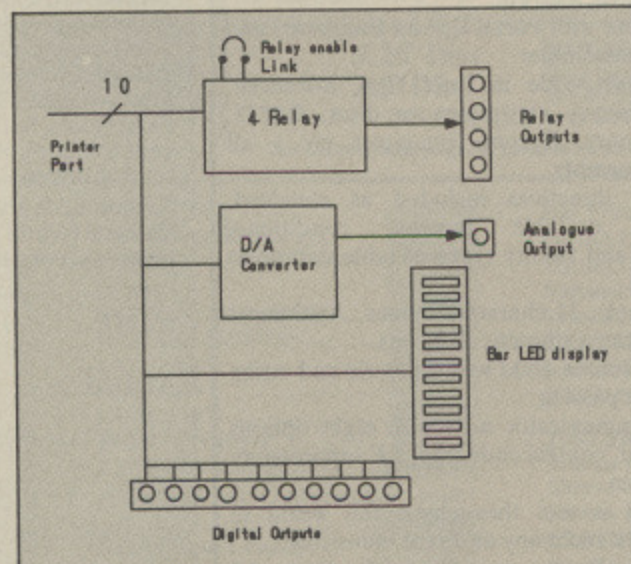 Relay enable
Link
10
4 Relay
Printer
Port
Relay
Outputs
D/A
Converter
Analogue
Output
Bar LED display
Digital Outputs